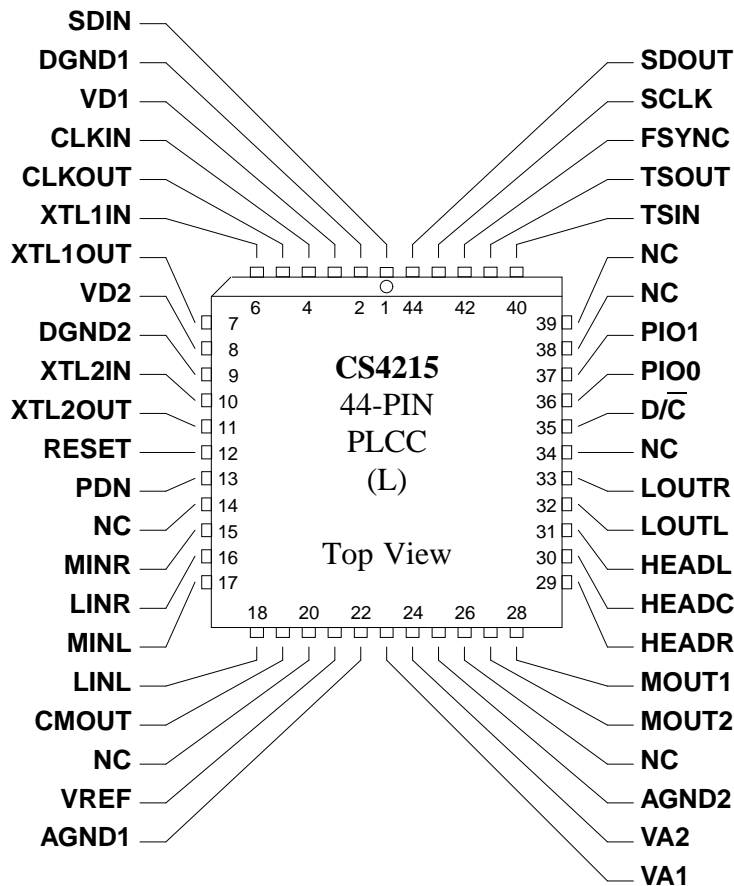 SDIN
DGND1
VD1
CLKIN
CLKOUT
XTL1IN
XTL1OUT
VD2
DGND2
XTL2IN
XTL2OUT
RESET
PDN
NC
MINR
LINR
MINL
LINL
CMOUT
NC
VREF
AGND1
6 4 2 1 44 42 40
7
8
9
10
11
12
13
14
15
16
17
CS4215
44-PIN
PLCC
(L)
Top View
39
38
37
36
35
34
33
32
31
30
29
18 20 22 24 26 28
SDOUT
SCLK
FSYNC
TSOUT
TSIN
NC
NC
PIO1
PIO0
D/C̅
NC
LOUTR
LOUTL
HEADL
HEADC
HEADR
MOUT1
MOUT2
NC
AGND2
VA2
VA1